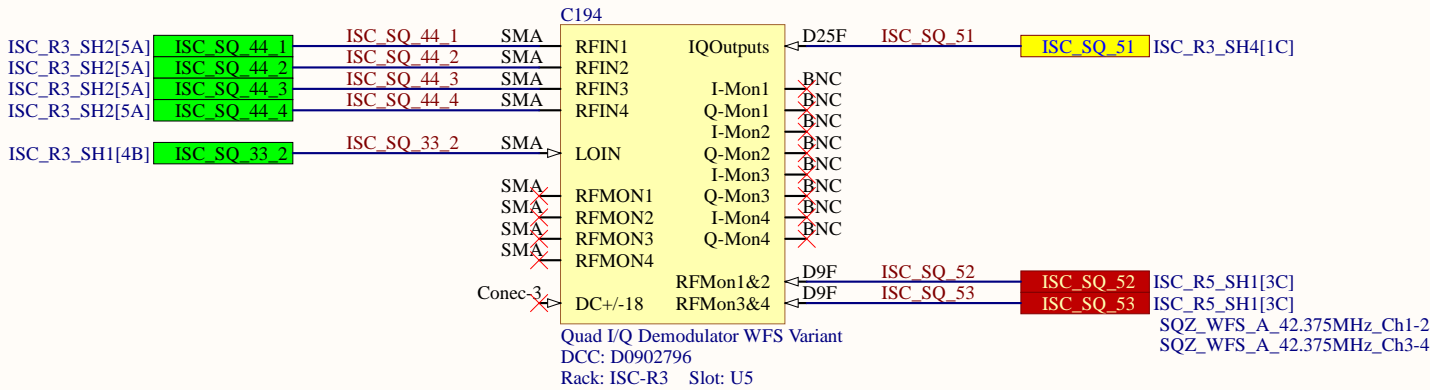 C194
ISC_R3_SH2[5A] ISC_SQ_44_1 ISC_SQ_44_1 SMA RFIN1 IQOutputs D25F ISC_SQ_51 ISC_SQ_51 ISC_R3_SH4[1C]
ISC_R3_SH2[5A] ISC_SQ_44_2 ISC_SQ_44_2 SMA RFIN2
ISC_R3_SH2[5A] ISC_SQ_44_3 ISC_SQ_44_3 SMA RFIN3 I-Mon1 BNC
ISC_R3_SH2[5A] ISC_SQ_44_4 ISC_SQ_44_4 SMA RFIN4 Q-Mon1 BNC
I-Mon2 BNC
ISC_R3_SH1[4B] ISC_SQ_33_2 ISC_SQ_33_2 SMA LOIN Q-Mon2 BNC
I-Mon3 BNC
SMA RFMON1 Q-Mon3 BNC
SMA RFMON2 I-Mon4 BNC
SMA RFMON3 Q-Mon4 BNC
SMA RFMON4
RFMon1&2 D9F ISC_SQ_52 ISC_SQ_52 ISC_R5_SH1[3C]
Conec-3 DC+/-18 RFMon3&4 D9F ISC_SQ_53 ISC_SQ_53 ISC_R5_SH1[3C]
SQZ_WFS_A_42.375MHz_Ch1-2
SQZ_WFS_A_42.375MHz_Ch3-4
Quad I/Q Demodulator WFS Variant
DCC: D0902796
Rack: ISC-R3 Slot: U5